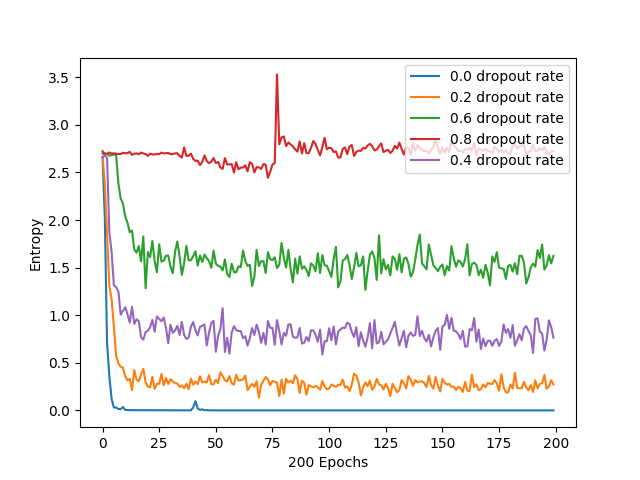 3.5
3.0
2.5
2.0
1.5
1.0
0.5
0.0
Entropy
0.0 dropout rate
0.2 dropout rate
0.6 dropout rate
0.8 dropout rate
0.4 dropout rate
0 25 50 75 100 125 150 175 200
200 Epochs